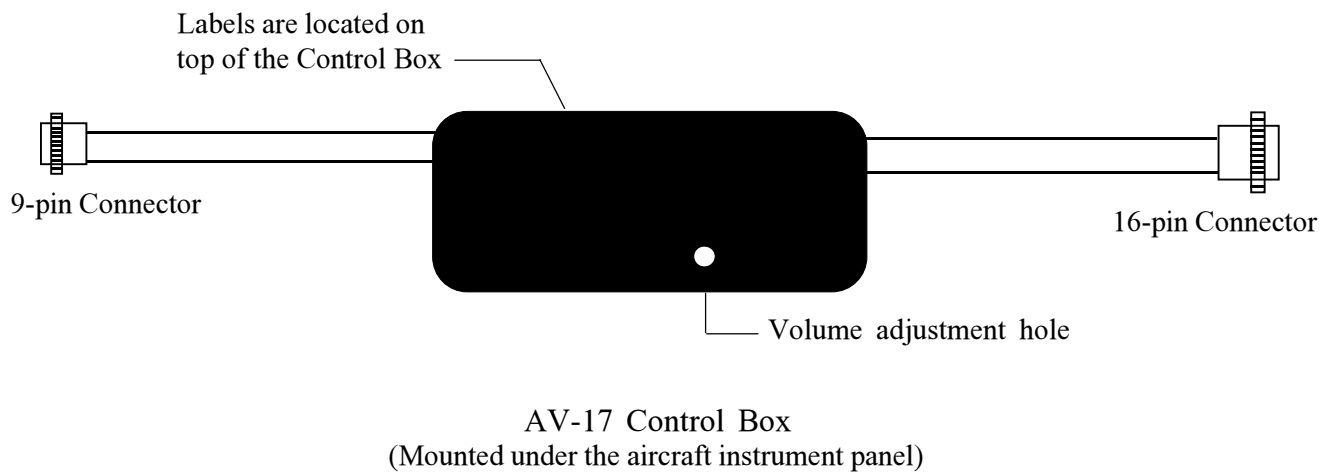 Labels are located on
top of the Control Box
9-pin Connector
16-pin Connector
Volume adjustment hole
AV-17 Control Box
(Mounted under the aircraft instrument panel)